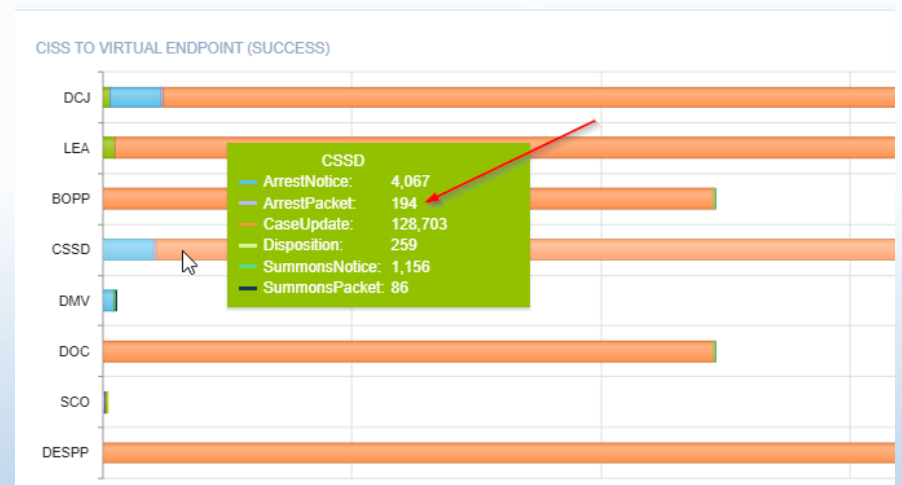 CISS TO VIRTUAL ENDPOINT (SUCCESS)
DCJ
LEA
BOPP
CSSD
DMV
DOC
SCO
DESPP
CSSD
ArrestNotice: 4,067
ArrestPacket: 194
CaseUpdate: 128,703
Disposition: 259
SummonsNotice: 1,156
SummonsPacket: 86